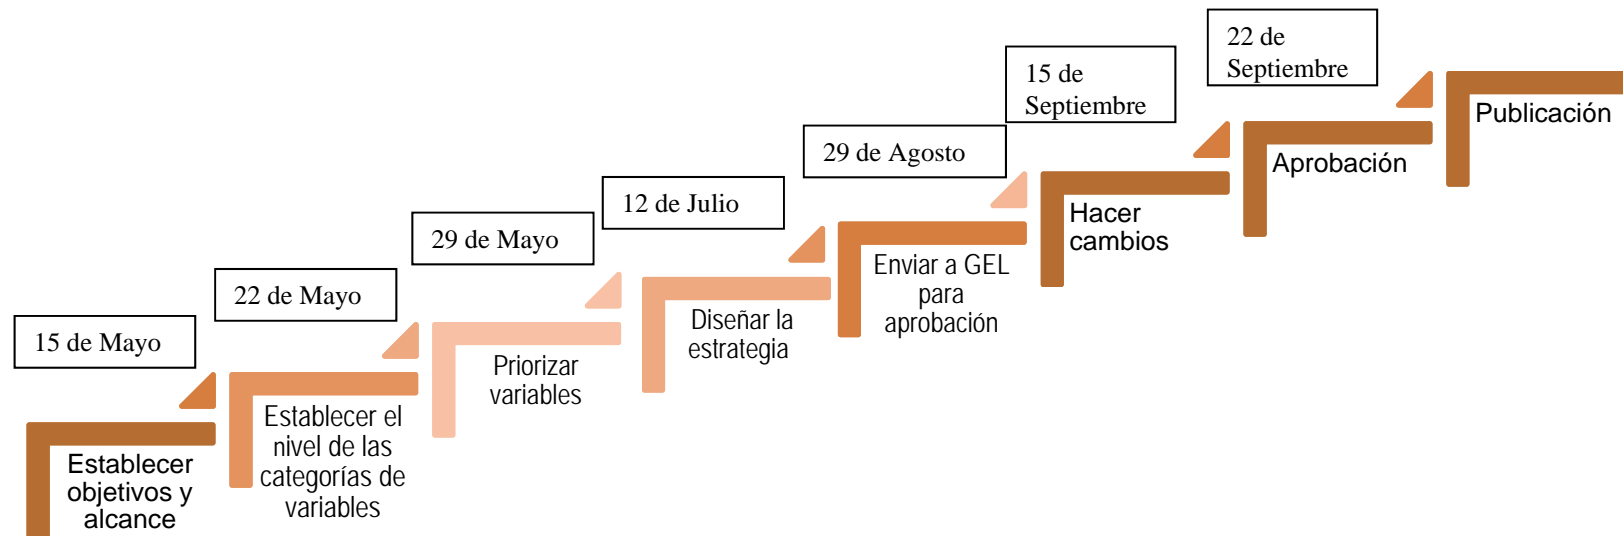 15 de Mayo
Establecer
objetivos y
alcance
22 de Mayo
Establecer el
nivel de las
categorías de
variables
29 de Mayo
Priorizar
variables
12 de Julio
Diseñar la
estrategia
29 de Agosto
Enviar a GEL
para
aprobación
15 de
Septiembre
Hacer
cambios
22 de
Septiembre
Aprobación
Publicación